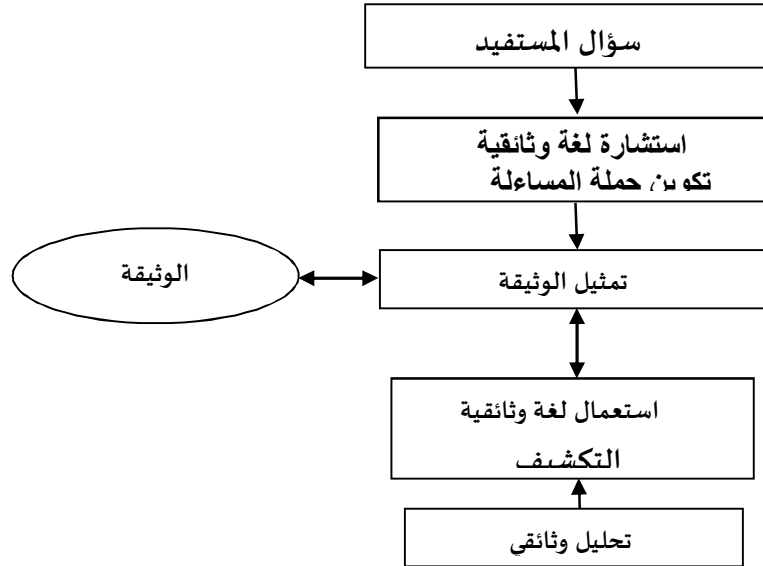 سؤال المستفيد
استشارة لغة وثائقية
تكوين جملة المساءلة
الوثيقة
تمثيل الوثيقة
استعمال لغة وثائقية
التكشيف
تحليل وثائقي